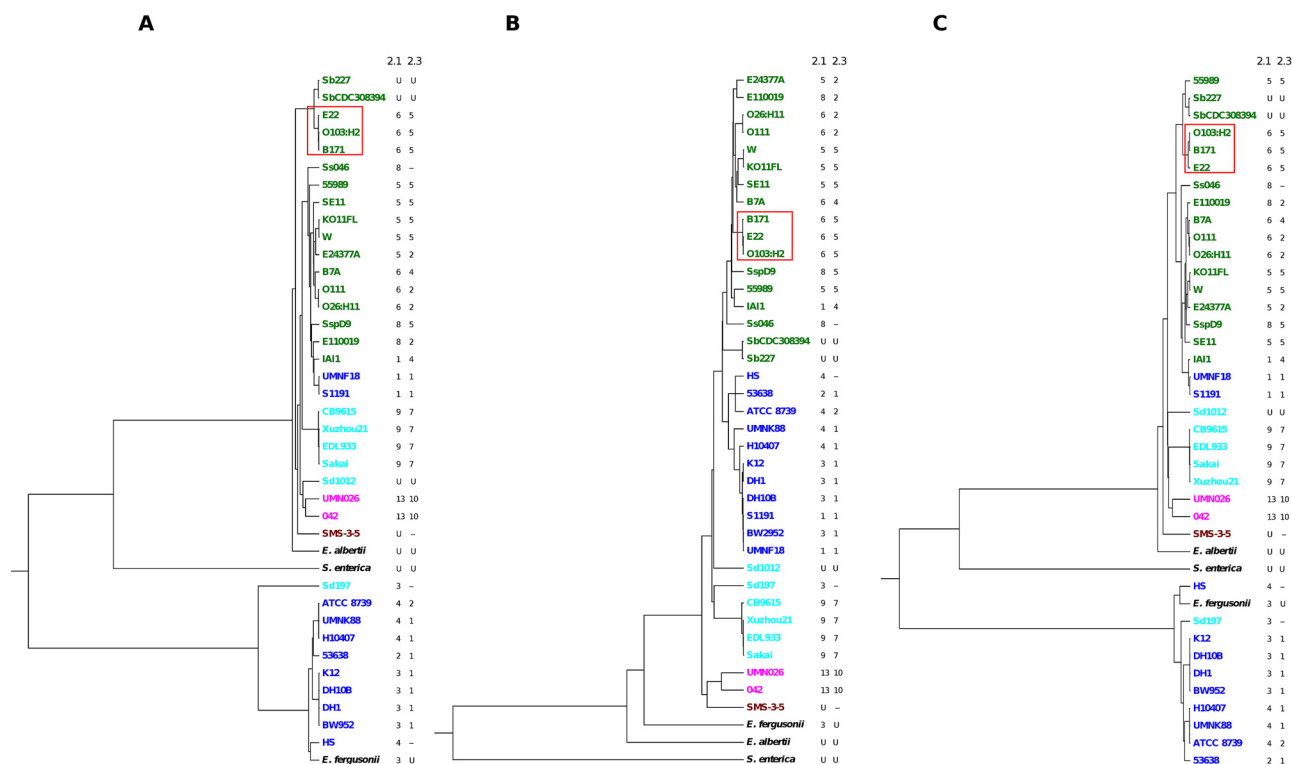 A
2.1 2.3
Sb227 U U
SbCDC308394 U U
E22 6 5
O103:H2 6 5
B171 6 5
Ss046 8 –
55989 5 5
SE11 5 5
KO11FL 5 5
W 5 5
E24377A 5 2
B7A 6 4
O111 6 2
O26:H11 6 2
SspD9 8 5
E110019 8 2
IAI1 1 4
UMNF18 1 1
S1191 1 1
CB9615 9 7
Xuzhou21 9 7
EDL933 9 7
Sakai 9 7
Sd1012 U U
UMN026 13 10
042 13 10
SMS-3-5 U –
E. albertii U U
S. enterica U U
Sd197 3 –
ATCC 8739 4 2
UMNK88 4 1
H10407 4 1
53638 2 1
K12 3 1
DH10B 3 1
DH1 3 1
BW952 3 1
HS 4 –
E. fergusonii 3 U
B
2.1 2.3
E24377A 5 2
E110019 8 2
O26:H11 6 2
O111 6 2
W 5 5
KO11FL 5 5
SE11 5 5
B7A 6 4
B171 6 5
E22 6 5
O103:H2 6 5
SspD9 8 5
55989 5 5
IAI1 1 4
Ss046 8 –
SbCDC308394 U U
Sb227 U U
HS 4 –
53638 2 1
ATCC 8739 4 2
UMNK88 4 1
H10407 4 1
K12 3 1
DH1 3 1
DH10B 3 1
S1191 1 1
BW2952 3 1
UMNF18 1 1
Sd1012 U U
Sd197 3 –
CB9615 9 7
Xuzhou21 9 7
EDL933 9 7
Sakai 9 7
UMN026 13 10
042 13 10
SMS-3-5 U –
E. fergusonii 3 U
E. albertii U U
S. enterica U U
C
2.1 2.3
55989 5 5
Sb227 U U
SbCDC308394 U U
O103:H2 6 5
B171 6 5
E22 6 5
Ss046 8 –
E110019 8 2
B7A 6 4
O111 6 2
O26:H11 6 2
KO11FL 5 5
W 5 5
E24377A 5 2
SspD9 8 5
SE11 5 5
IAI1 1 4
UMNF18 1 1
S1191 1 1
Sd1012 U U
CB9615 9 7
EDL933 9 7
Sakai 9 7
Xuzhou21 9 7
UMN026 13 10
042 13 10
SMS-3-5 U –
E. albertii U U
S. enterica U U
HS 4 –
E. fergusonii 3 U
Sd197 3 –
K12 3 1
DH10B 3 1
DH1 3 1
BW952 3 1
H10407 4 1
UMNK88 4 1
ATCC 8739 4 2
53638 2 1